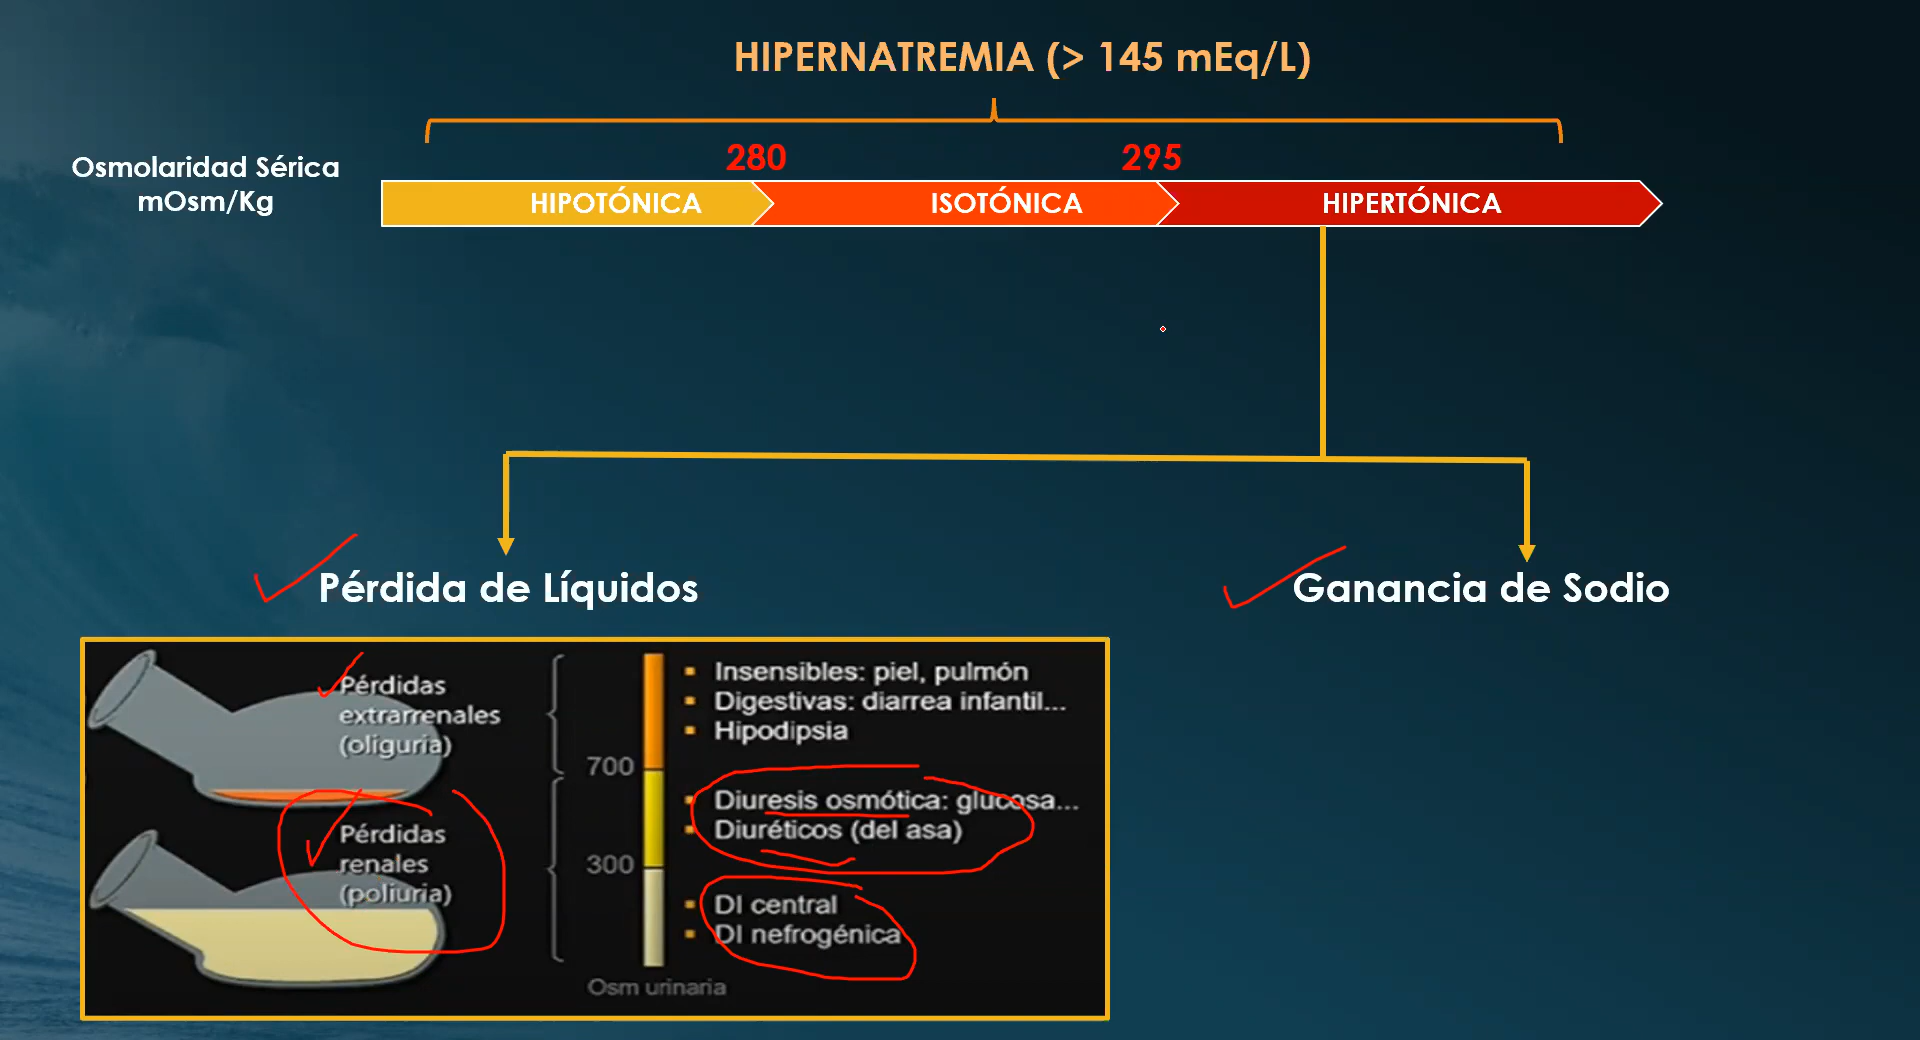 HIPERNATREMIA (> 145 mEq/L)
Osmolaridad Sérica
mOsm/Kg
280
295
HIPOTÓNICA
ISOTÓNICA
HIPERTÓNICA
Pérdida de Líquidos
Ganancia de Sodio
Pérdidas
extrarrenales
(oliguria)
Pérdidas
renales
(poliuria)
700
300
Osm urinaria
Insensibles: piel, pulmón
Digestivas: diarrea infantil...
Hipodipsia
Diuresis osmótica: glucosa...
Diuréticos (del asa)
DI central
DI nefrogénica